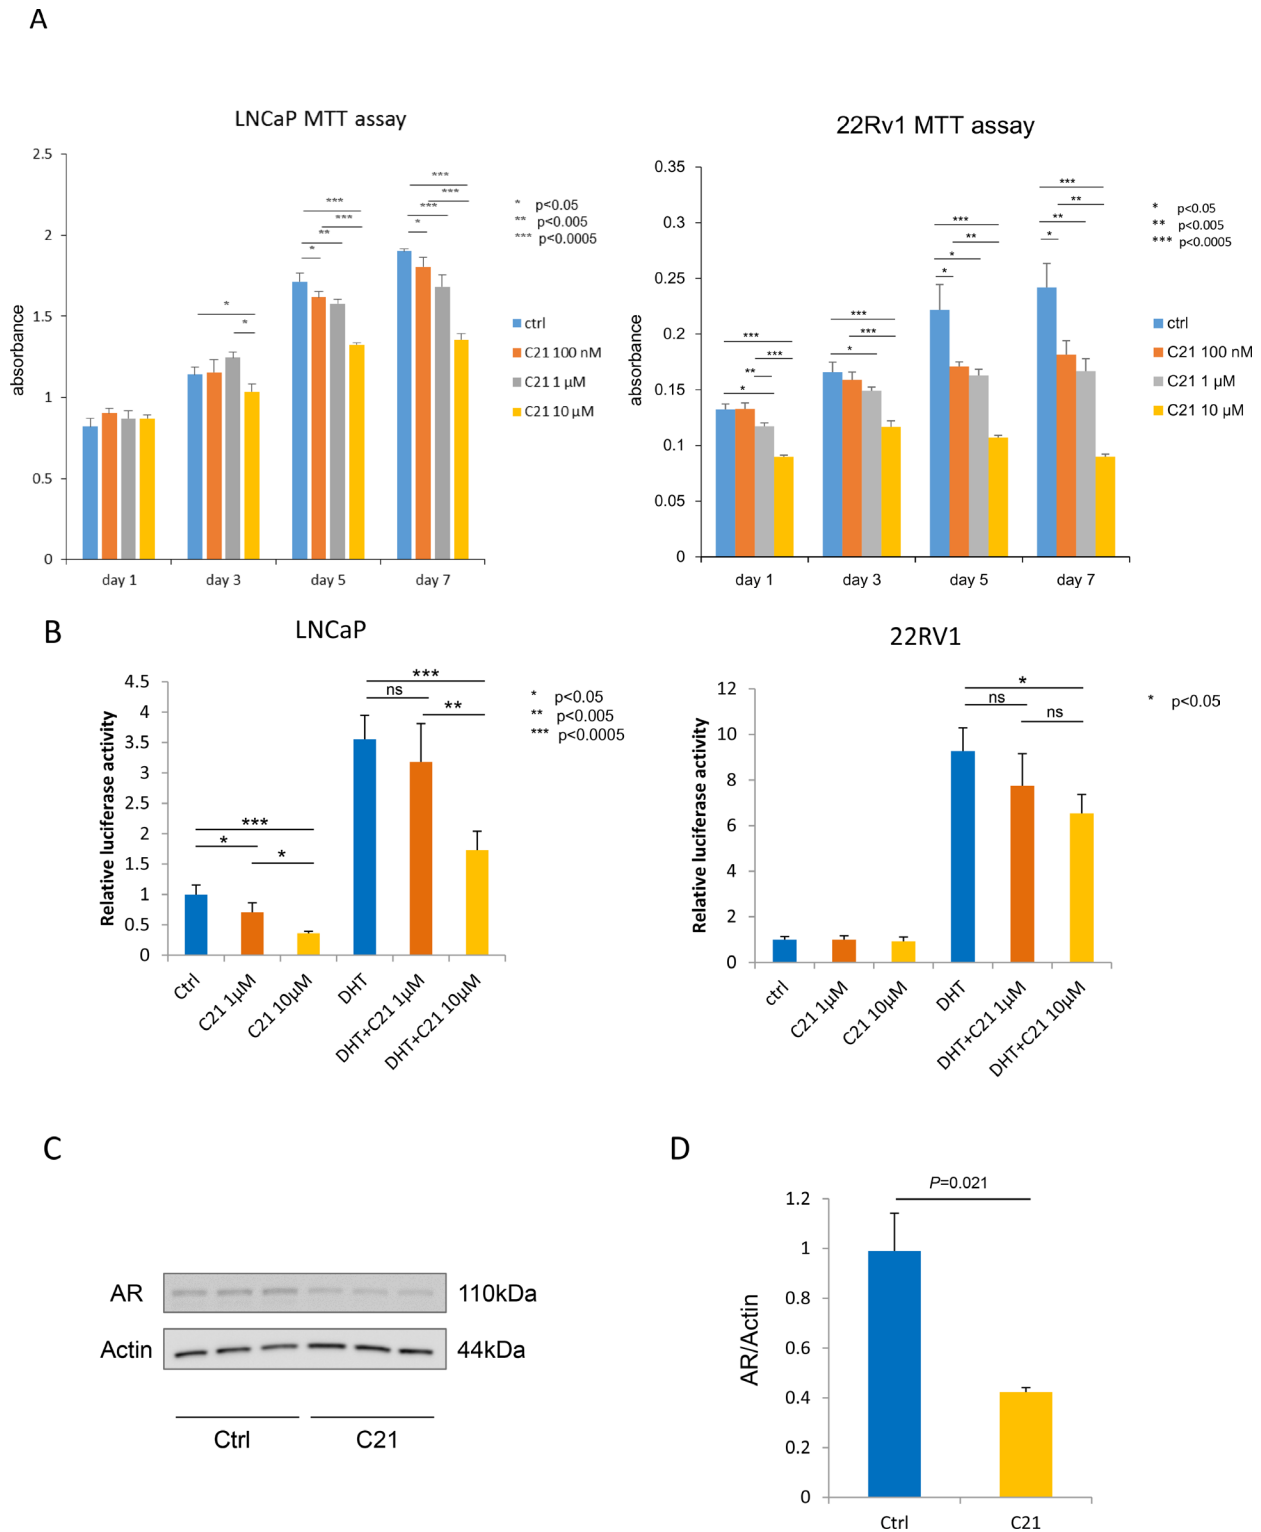 A
LNCaP MTT assay
2.5
2
1.5
1
0.5
0
absorbance
***
***
***
*
***
***
**
*
*
*
* p<0.05
** p<0.005
*** p<0.0005
ctrl
C21 100 nM
C21 1 µM
C21 10 µM
day 1 day 3 day 5 day 7
22Rv1 MTT assay
0.35
0.3
0.25
0.2
0.15
0.1
0.05
0
absorbance
***
**
**
*
***
**
*
*
***
***
*
***
***
**
*
* p<0.05
** p<0.005
*** p<0.0005
ctrl
C21 100 nM
C21 1 µM
C21 10 µM
day 1 day 3 day 5 day 7
B
LNCaP
4.5
4
3.5
3
2.5
2
1.5
1
0.5
0
Relative luciferase activity
***
ns
**
***
*
*
* p<0.05
** p<0.005
*** p<0.0005
Ctrl
C21 1µM
C21 10µM
DHT
DHT+C21 1µM
DHT+C21 10µM
22RV1
12
10
8
6
4
2
0
Relative luciferase activity
*
ns
ns
* p<0.05
ctrl
C21 1µM
C21 10µM
DHT
DHT+C21 1µM
DHT+C21 10µM
C
AR 110kDa
Actin 44kDa
Ctrl C21
D
P=0.021
1.2
1
0.8
0.6
0.4
0.2
0
AR/Actin
Ctrl C21